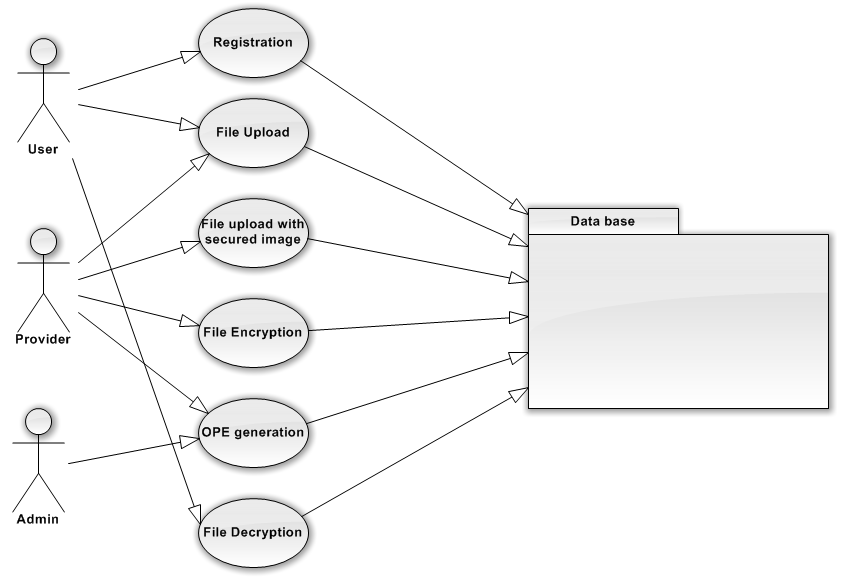 Registration
User
File Upload
File upload with
secured image
Data base
Provider
File Encryption
OPE generation
Admin
File Decryption